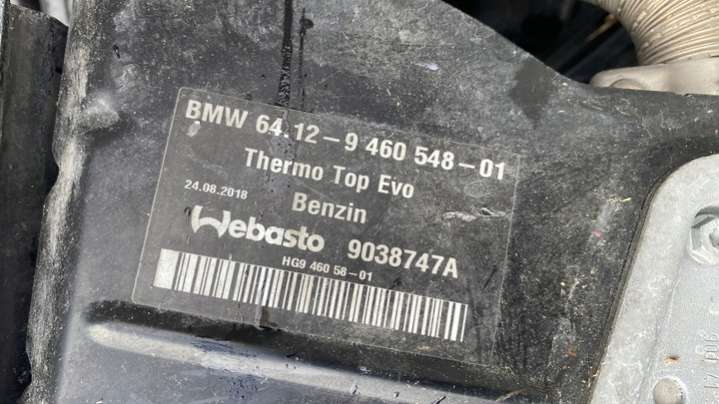 BMW 64.12-9 460 548-01
Thermo Top Evo
24.08.2018
Benzin
Webasto 9038747A
HG9 460 58-01